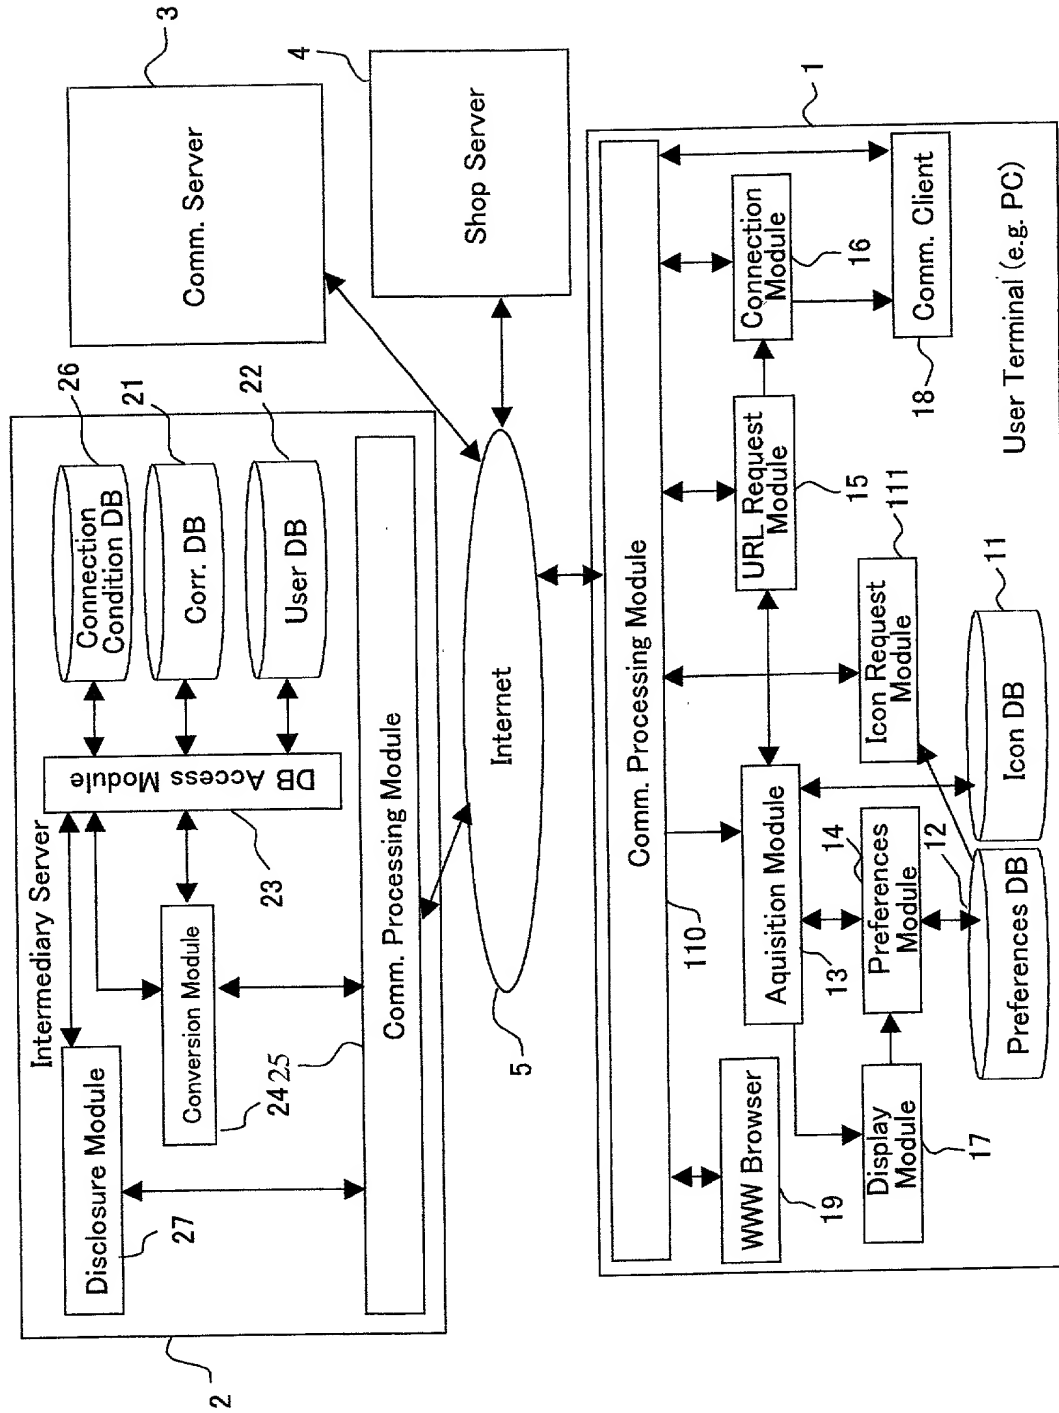 Intermediary Server
2
Disclosure Module
27
Conversion Module
24
25
DB Access Module
23
Connection
Condition DB
26
Corr. DB
21
User DB
22
Comm. Processing Module
Comm. Server
3
Shop Server
4
Internet
5
1
Comm. Processing Module
110
WWW Browser
19
Aquisition Module
13
URL Request
Module
15
Connection
Module
16
Display
Module
17
Preferences
Module
14
12
Icon Request
Module
111
Comm. Client
18
Preferences DB
Icon DB
11
User Terminal (e.g. PC)